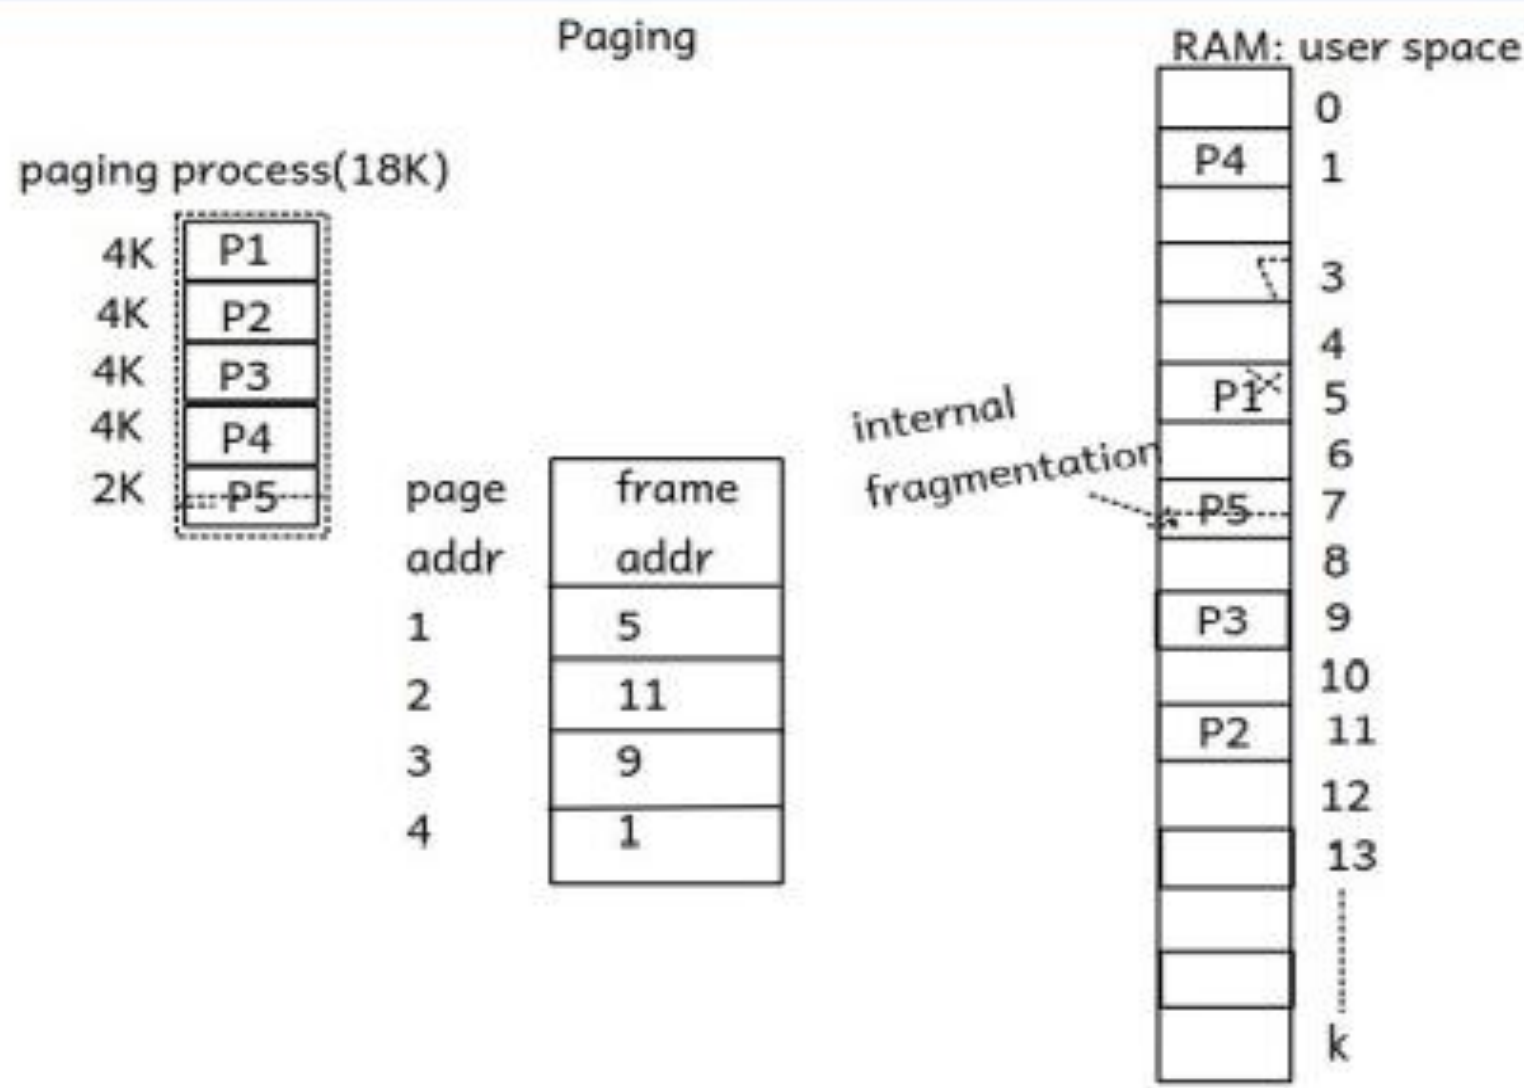 Paging
paging process(18K)
4K P1
4K P2
4K P3
4K P4
2K P5
page frame
addr addr
1 5
2 11
3 9
4 1
internal
fragmentation
RAM: user space
0
P4 1
3
4
P1 5
6
P5 7
8
P3 9
10
P2 11
12
13
k